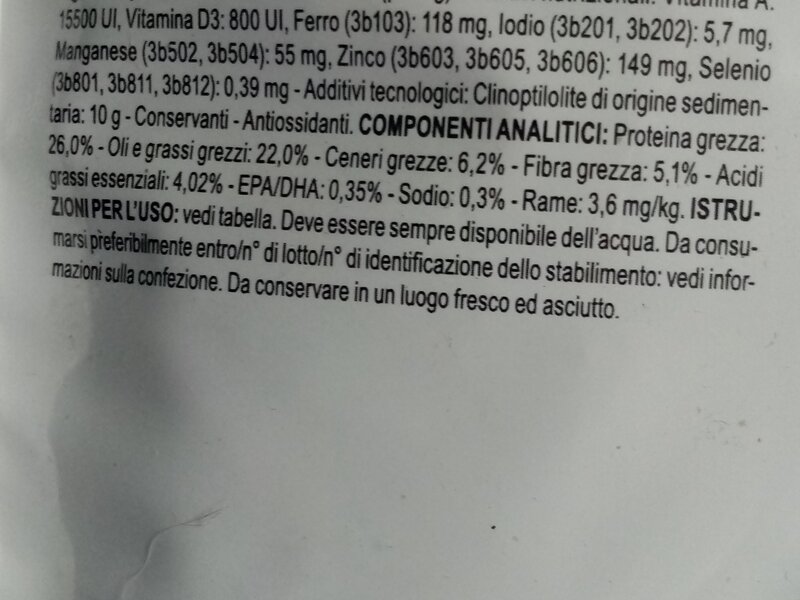 nutrizionali: Vitamina A:
15500 UI, Vitamina D3: 800 UI, Ferro (3b103): 118 mg, Iodio (3b201, 3b202): 5,7 mg,
Manganese (3b502, 3b504): 55 mg, Zinco (3b603, 3b605, 3b606): 149 mg, Selenio
(3b801, 3b811, 3b812): 0,39 mg - Additivi tecnologici: Clinoptilolite di origine sedimen-
taria: 10 g - Conservanti - Antiossidanti. COMPONENTI ANALITICI: Proteina grezza:
26,0% - Oli e grassi grezzi: 22,0% - Ceneri grezze: 6,2% - Fibra grezza: 5,1% - Acidi
grassi essenziali: 4,02% - EPA/DHA: 0,35% - Sodio: 0,3% - Rame: 3,6 mg/kg. ISTRU-
ZIONI PER L'USO: vedi tabella. Deve essere sempre disponibile dell'acqua. Da consu-
marsi preferibilmente entro/n° di lotto/n° di identificazione dello stabilimento: vedi infor-
mazioni sulla confezione. Da conservare in un luogo fresco ed asciutto.